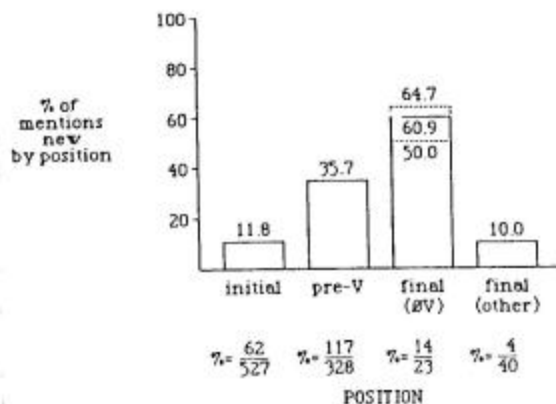 % of
mentions
new
by position
100
80
60
40
20
11.8
35.7
64.7
60.9
50.0
10.0
initial pre-V final final
(ØV) (other)
%= 62/527 %= 117/328 %= 14/23 %= 4/40
POSITION